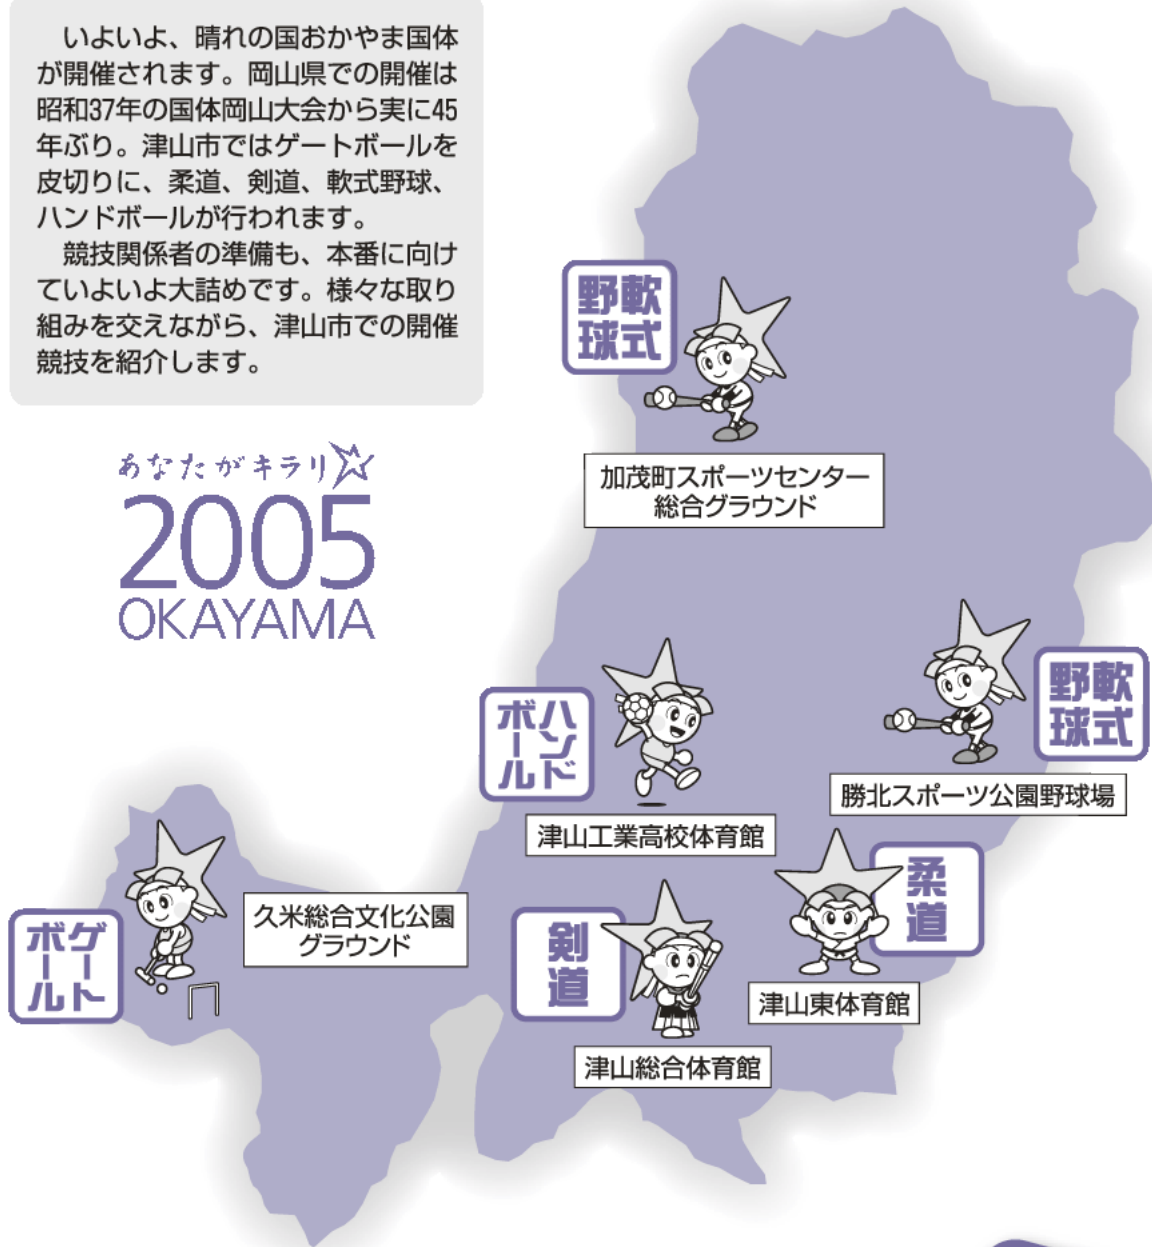 いよいよ、晴れの国おかやま国体
が開催されます。岡山県での開催は
昭和37年の国体岡山大会から実に45
年ぶり。津山市ではゲートボールを
皮切りに、柔道、剣道、軟式野球、
ハンドボールが行われます。
競技関係者の準備も、本番に向け
ていよいよ大詰めです。様々な取り
組みを交えながら、津山市での開催
競技を紹介します。
あなたがキラリ☆
2005
OKAYAMA
軟式
野球
加茂町スポーツセンター
総合グラウンド
軟式
野球
勝北スポーツ公園野球場
ハンド
ボール
津山工業高校体育館
柔道
津山東体育館
剣道
津山総合体育館
ゲート
ボール
久米総合文化公園
グラウンド